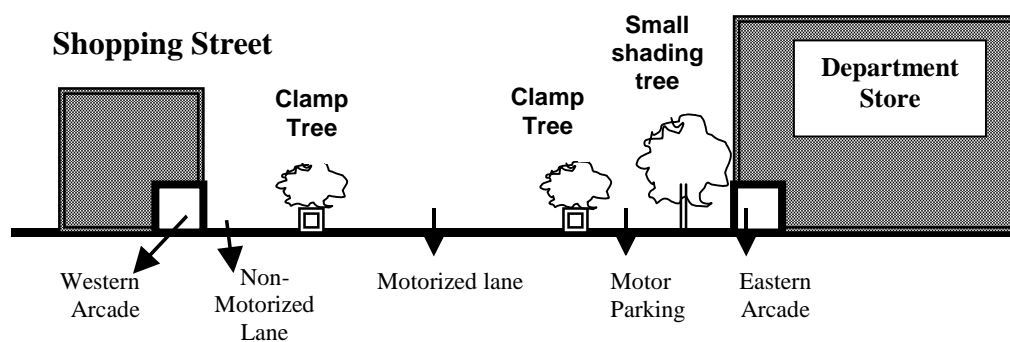 Shopping Street
Small
shading
tree
Department
Store
Clamp
Tree
Clamp
Tree
Western
Arcade
Non-
Motorized
Lane
Motorized lane
Motor
Parking
Eastern
Arcade